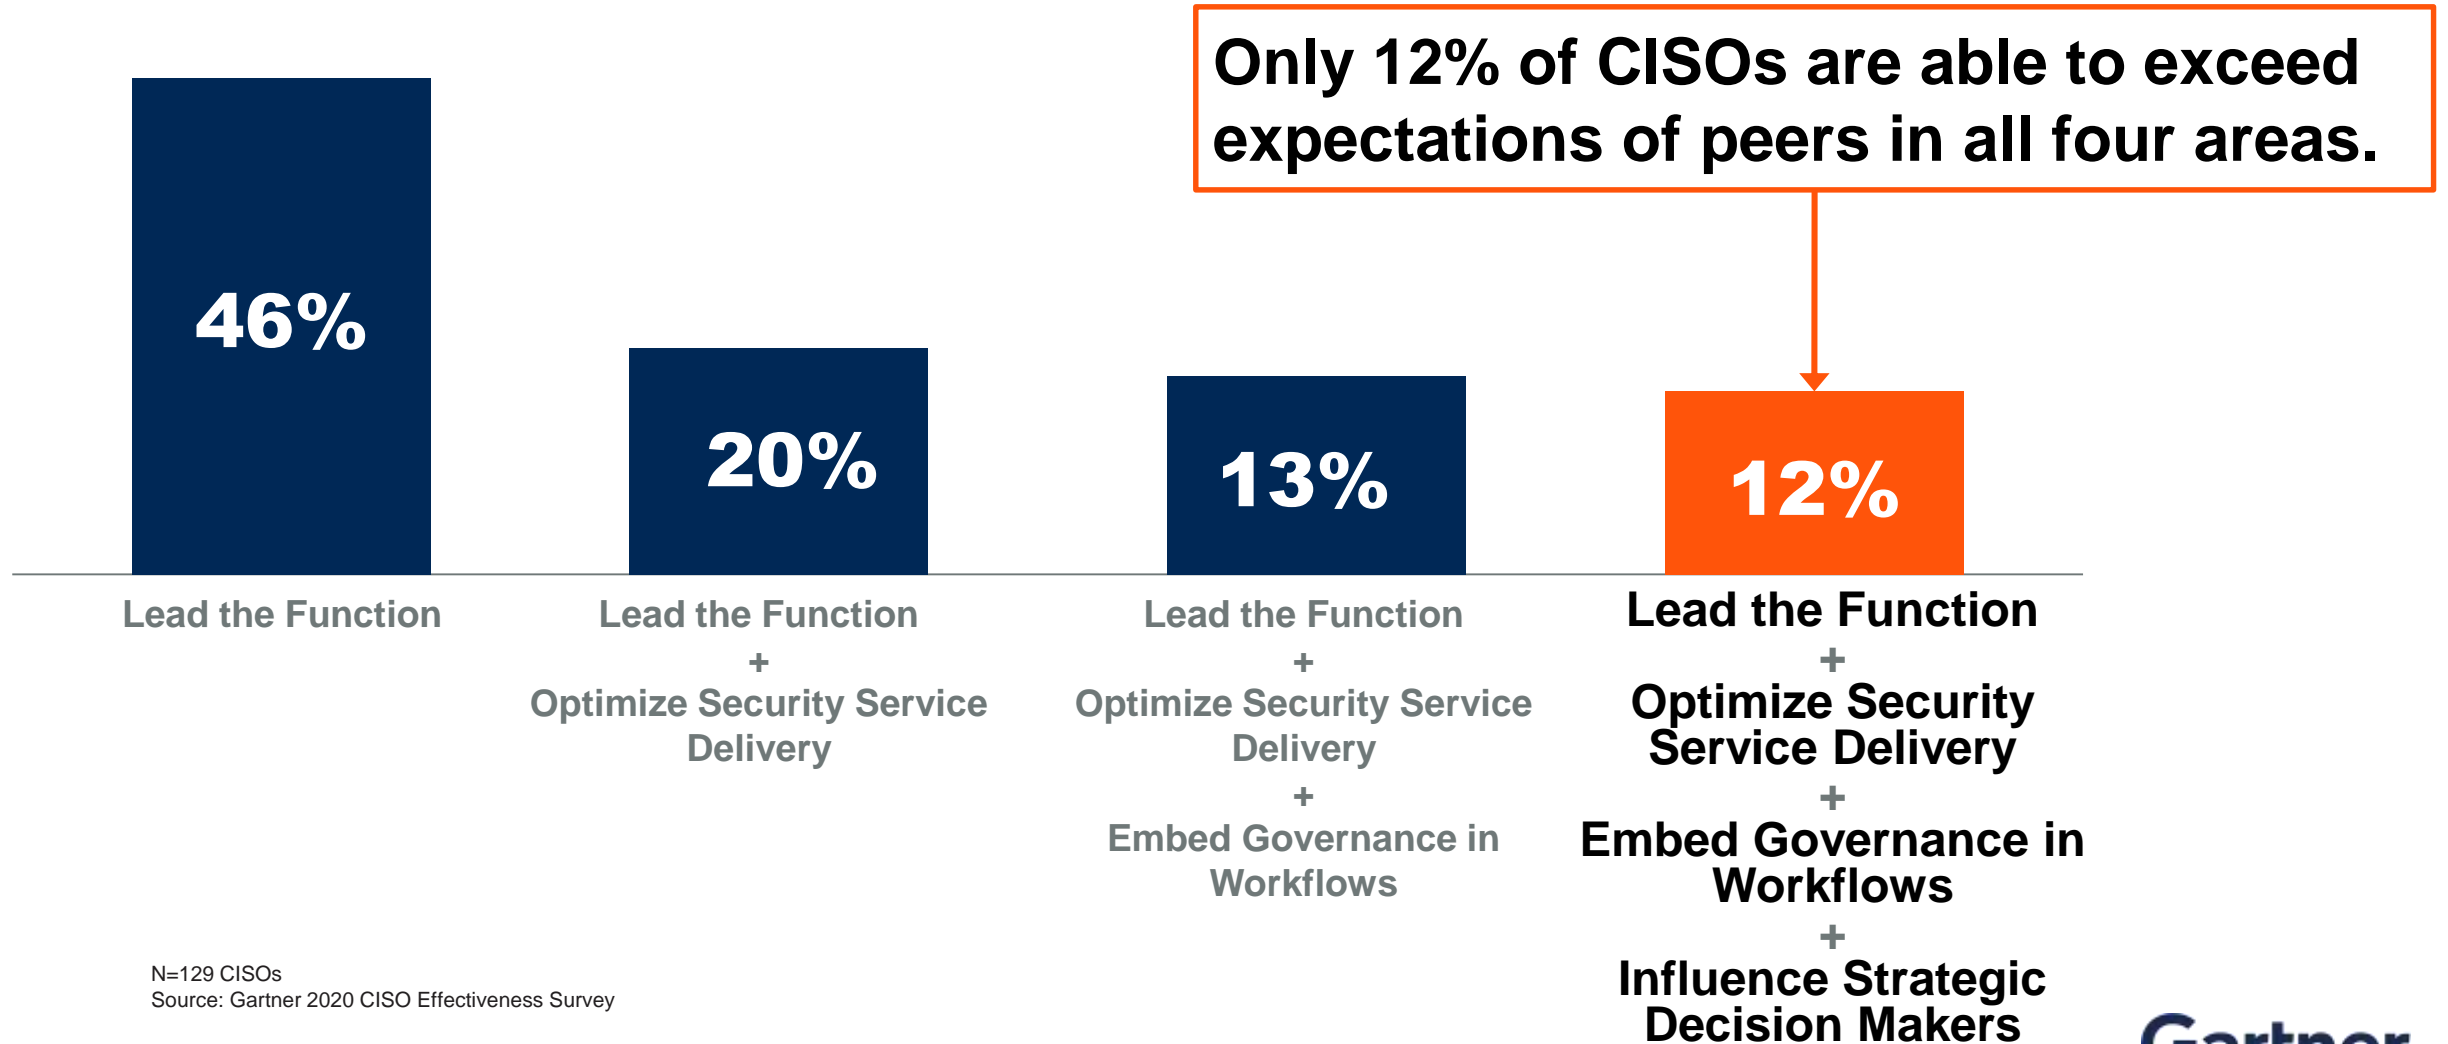 Only 12% of CISOs are able to exceed
expectations of peers in all four areas.
46%
20%
13%
12%
Lead the Function
Lead the Function
+
Optimize Security Service
Delivery
Lead the Function
+
Optimize Security Service
Delivery
+
Embed Governance in
Workflows
Lead the Function
+
Optimize Security
Service Delivery
+
Embed Governance in
Workflows
+
Influence Strategic
Decision Makers
N=129 CISOs
Source: Gartner 2020 CISO Effectiveness Survey
Gartner